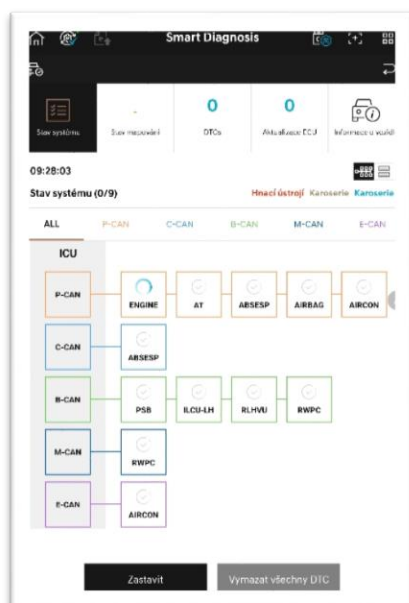 Smart Diagnosis
0
0
Stav systému
Stav mapování
DTCs
Aktualizace ECU
Informace o vozidl
09:28:03
Stav systému (0/9)
Hnací ústrojí Karoserie Karoserie
ALL P-CAN C-CAN B-CAN M-CAN E-CAN
ICU
P-CAN
ENGINE AT ABSESP AIRBAG AIRCON
C-CAN
ABSESP
B-CAN
PSB ILCU-LH RLHVU RWPC
M-CAN
RWPC
E-CAN
AIRCON
Zastavit Vymazat všechny DTC